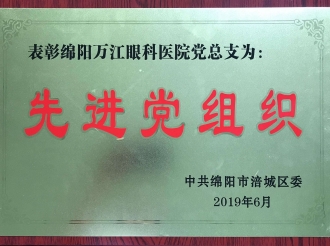 表彰绵阳万江眼科医院党总支为：
先进党组织
中共绵阳市涪城区委
2019年6月